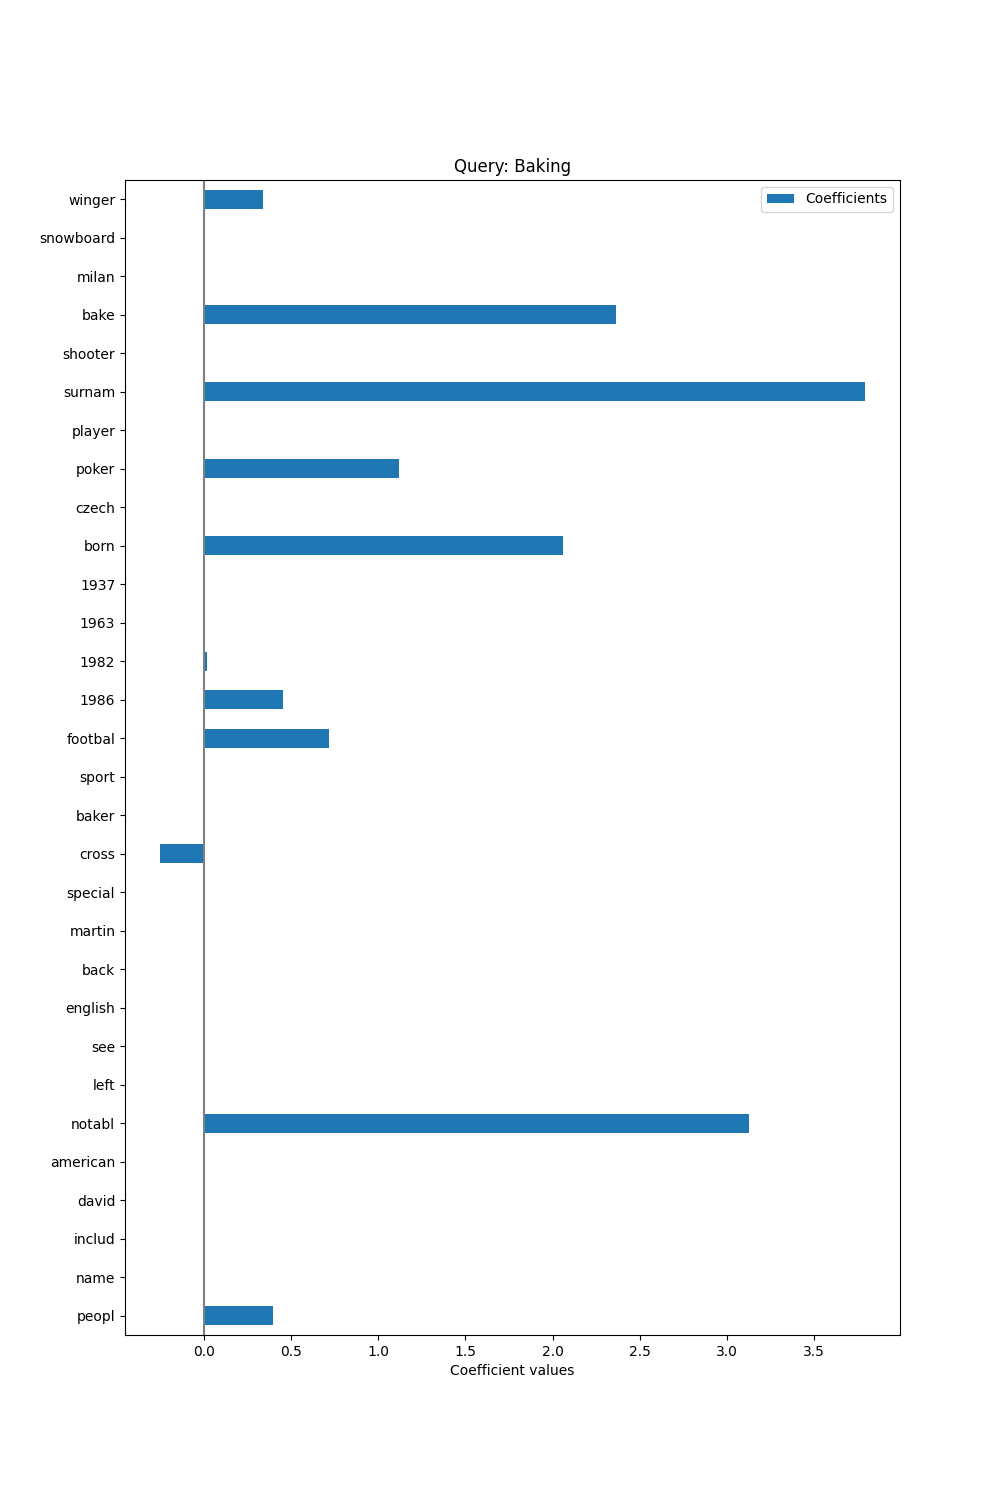 Query: Baking
Coefficients
winger
snowboard
milan
bake
shooter
surnam
player
poker
czech
born
1937
1963
1982
1986
footbal
sport
baker
cross
special
martin
back
english
see
left
notabl
american
david
includ
name
peopl
0.0 0.5 1.0 1.5 2.0 2.5 3.0 3.5
Coefficient values